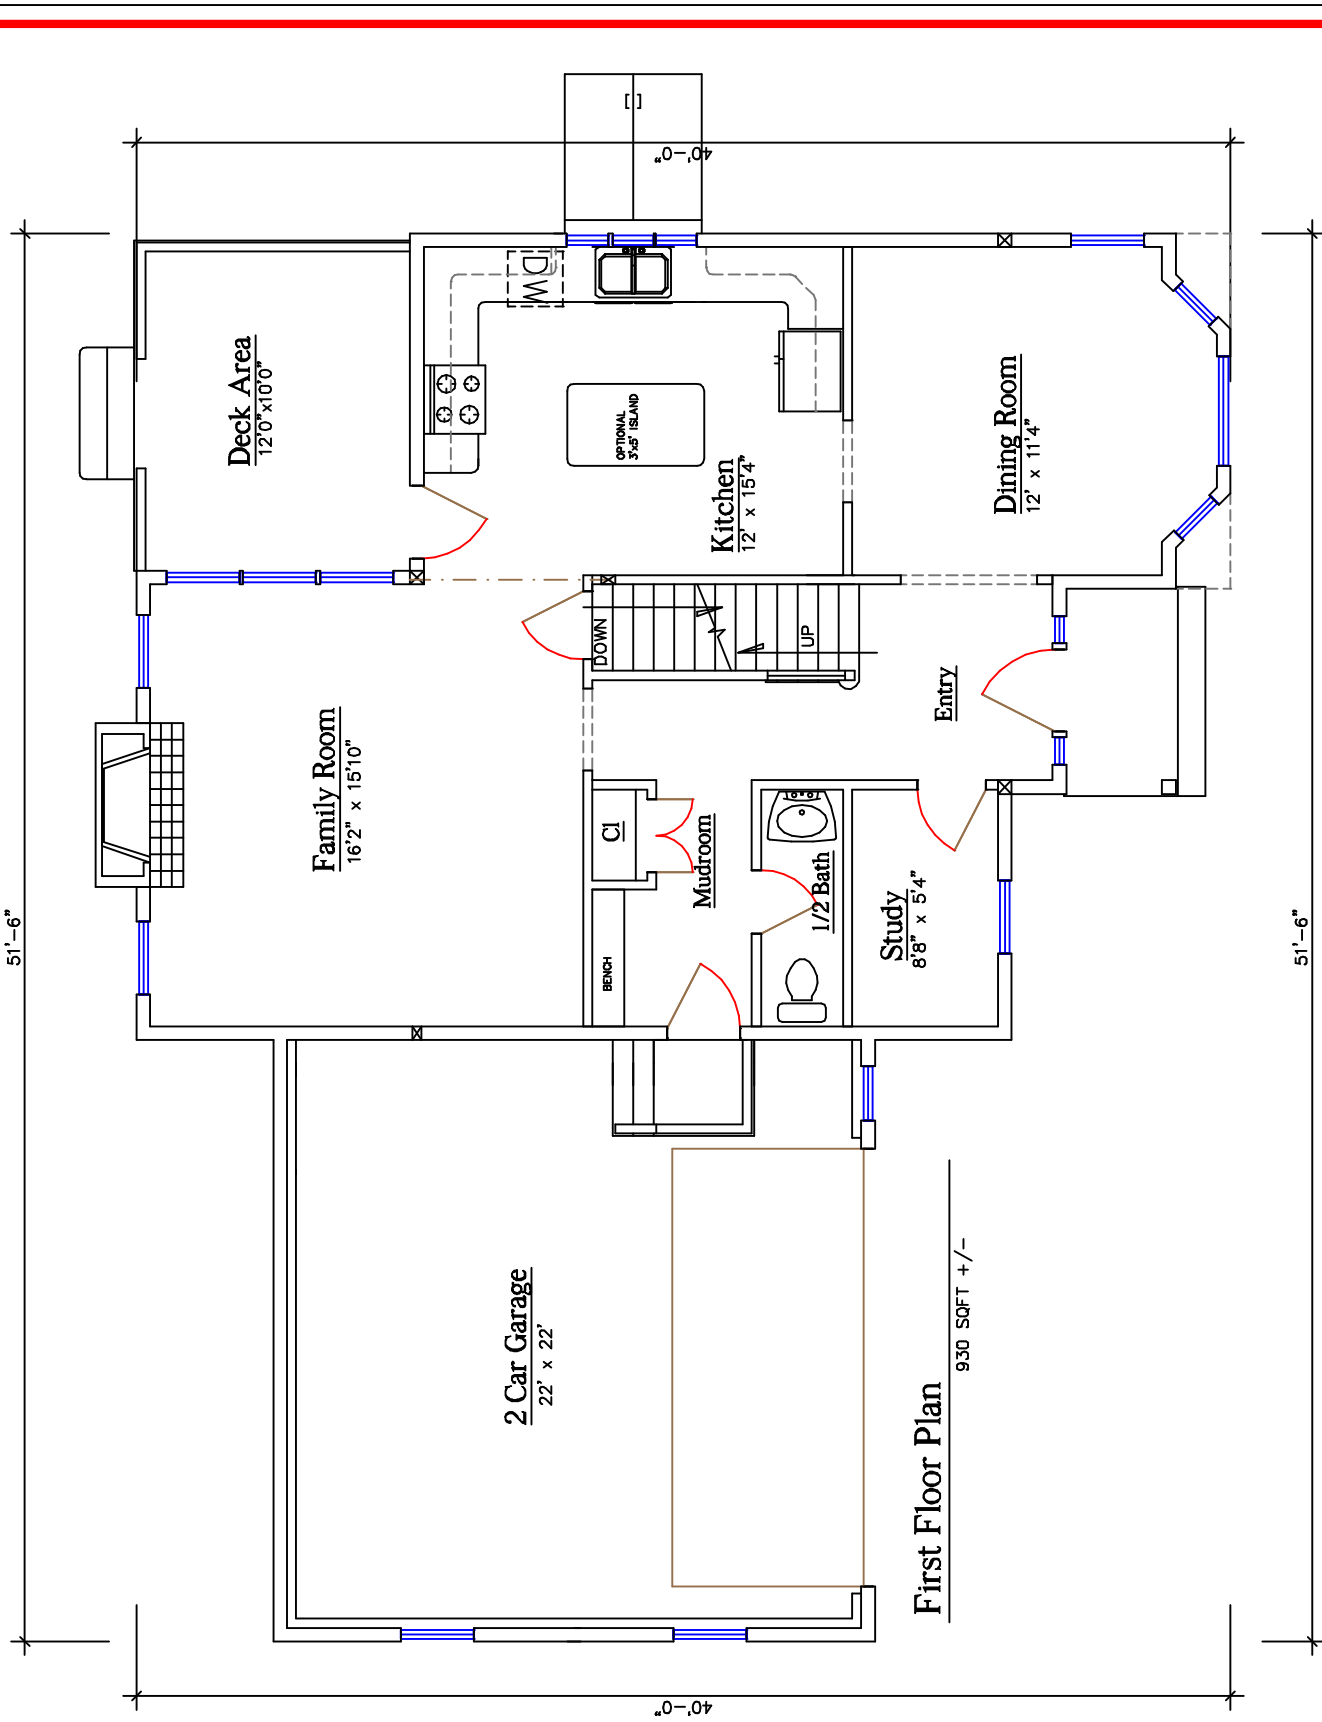 40'-0"
51'-6"
51'-6"
Deck Area
12'0"x10'0"
DW
OPTIONAL
3'x5' ISLAND
Kitchen
12' x 15'4"
Dining Room
12' x 11'4"
DOWN
UP
Entry
Family Room
16'2" x 15'10"
Cl
Mudroom
BENCH
1/2 Bath
Study
8'8" x 5'4"
2 Car Garage
22' x 22'
First Floor Plan
930 SQFT +/-
40'-0"